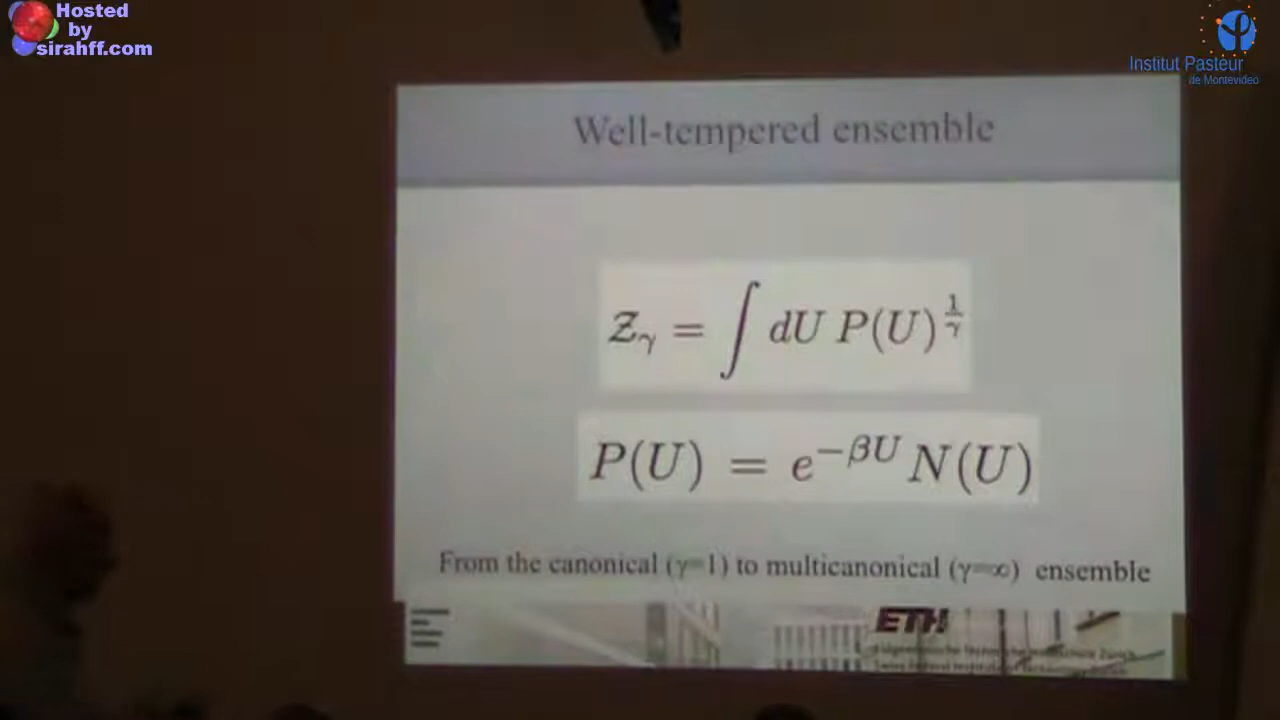 Hosted
by
sirahff.com
Institut Pasteur
de Montevideo
Well-tempered ensemble
𝒵_γ = ∫ dU P(U)^{1/γ}
P(U) = e^{−βU} N(U)
From the canonical (γ=1) to multicanonical (γ=∞) ensemble
ETH